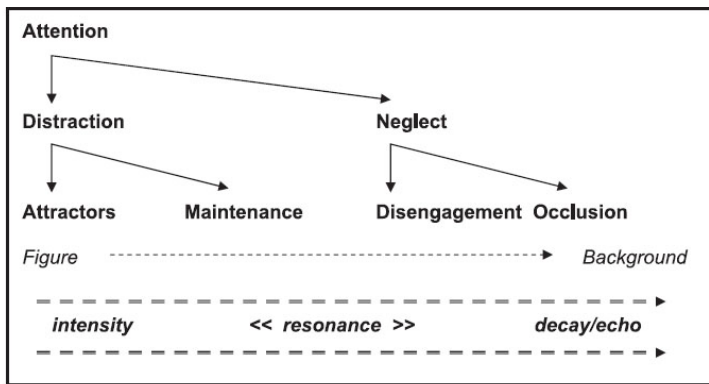 Attention
Distraction Neglect
Attractors Maintenance Disengagement Occlusion
Figure Background
intensity << resonance >> decay/echo